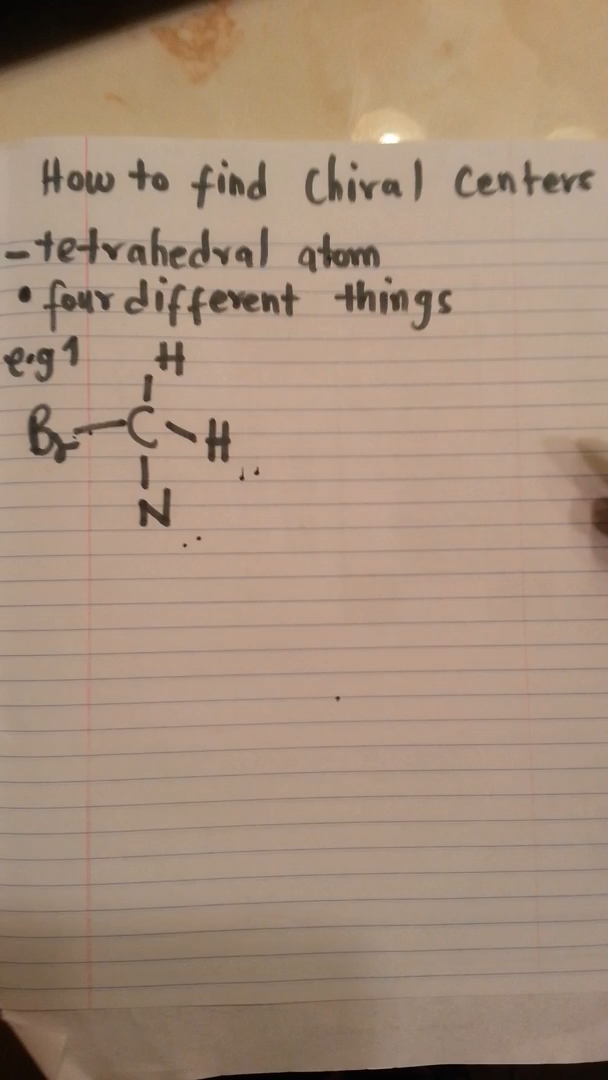 How to find Chiral Centers
-tetrahedral atom
• four different things
e.g 1 H
Br C H
N